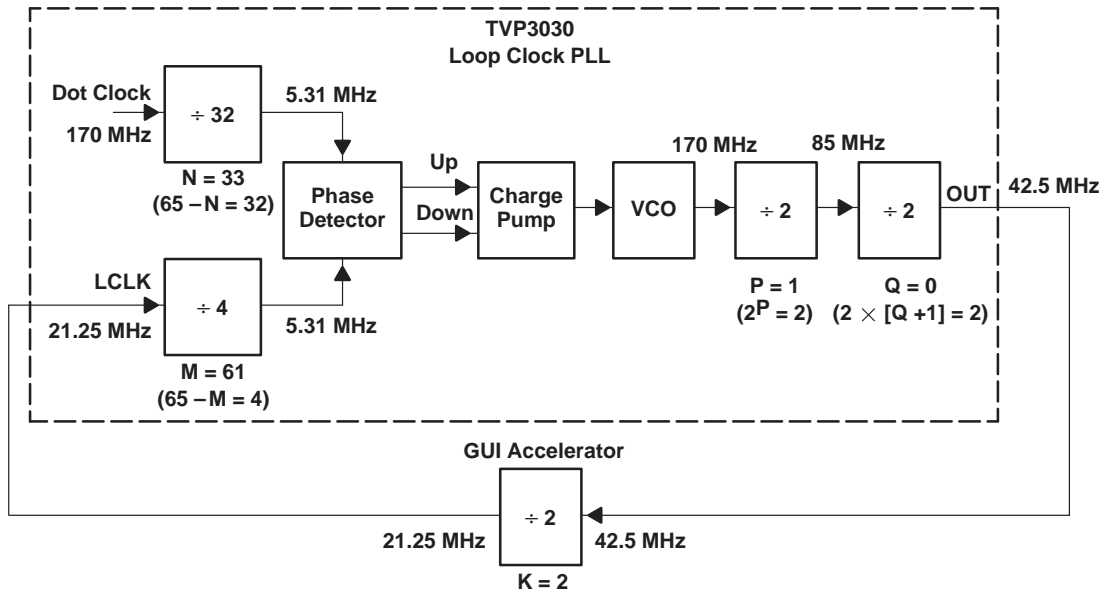 TVP3030
Loop Clock PLL
Dot Clock
170 MHz
÷ 32
5.31 MHz
N = 33
(65 – N = 32)
Phase
Detector
Up
Down
Charge
Pump
VCO
170 MHz
÷ 2
85 MHz
÷ 2
OUT
42.5 MHz
P = 1
(2^P = 2)
Q = 0
(2 × [Q +1] = 2)
LCLK
21.25 MHz
÷ 4
5.31 MHz
M = 61
(65 – M = 4)
GUI Accelerator
÷ 2
21.25 MHz
42.5 MHz
K = 2